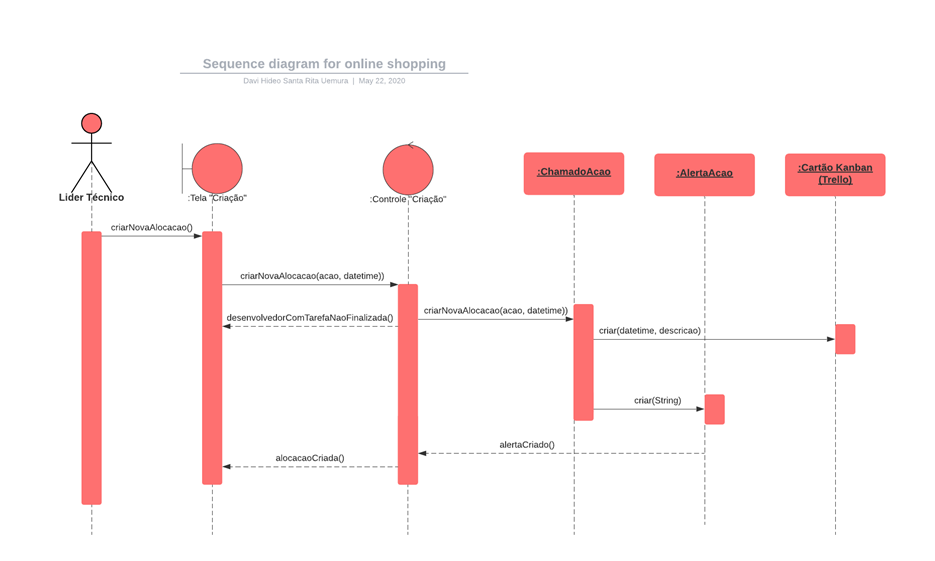 Sequence diagram for online shopping
Davi Hideo Santa Rita Uemura | May 22, 2020
Lider Técnico
:Tela "Criação"
:Controle "Criação"
:ChamadoAcao
:AlertaAcao
:Cartão Kanban
(Trello)
criarNovaAlocacao()
criarNovaAlocacao(acao, datetime))
desenvolvedorComTarefaNaoFinalizada()
criarNovaAlocacao(acao, datetime))
criar(datetime, descricao)
criar(String)
alertaCriado()
alocacaoCriada()